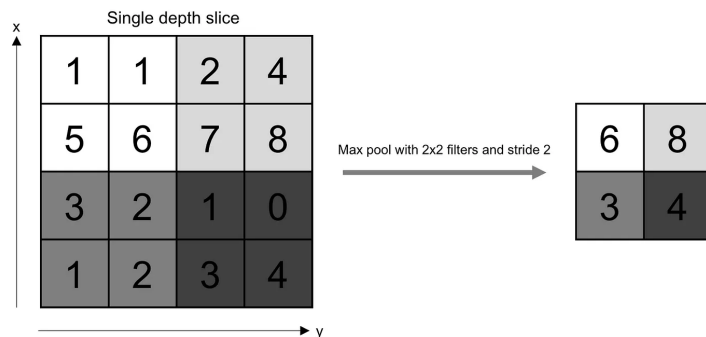 Single depth slice
x
1 1 2 4
5 6 7 8
3 2 1 0
1 2 3 4
y
Max pool with 2x2 filters and stride 2
6 8
3 4